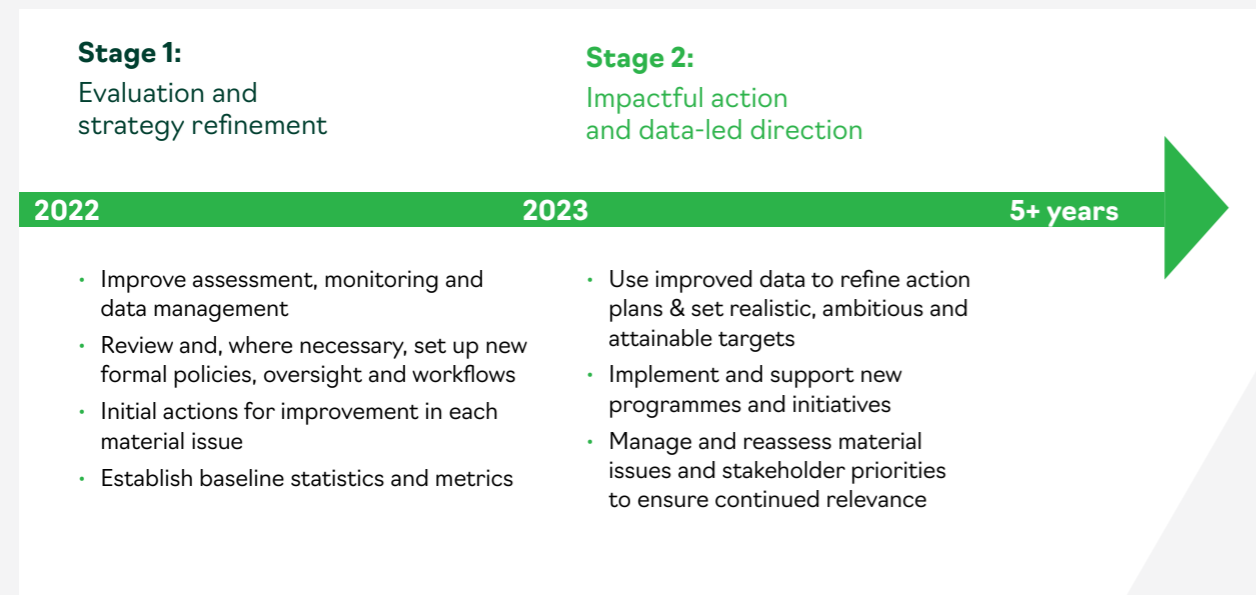 Stage 1:
Evaluation and
strategy refinement
Stage 2:
Impactful action
and data-led direction
2022
2023
5+ years
· Improve assessment, monitoring and
data management
· Review and, where necessary, set up new
formal policies, oversight and workflows
· Initial actions for improvement in each
material issue
· Establish baseline statistics and metrics
· Use improved data to refine action
plans & set realistic, ambitious and
attainable targets
· Implement and support new
programmes and initiatives
· Manage and reassess material
issues and stakeholder priorities
to ensure continued relevance